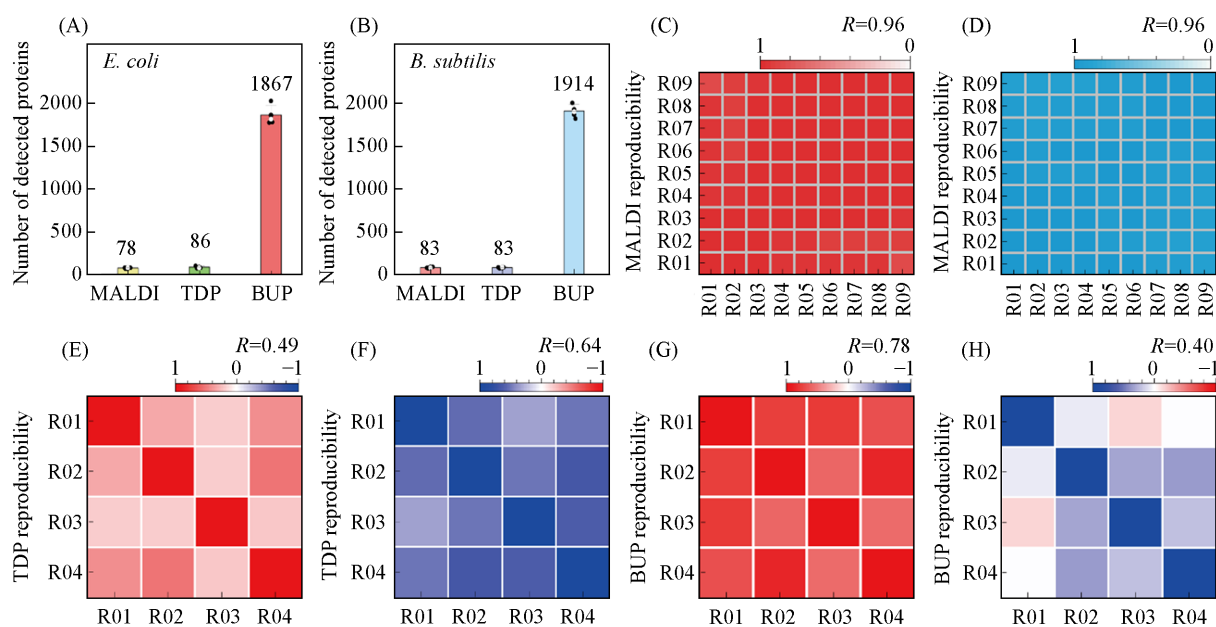 (A)
E. coli
Number of detected proteins
2000
1500
1000
500
0
78
86
1867
MALDI TDP BUP
(B)
B. subtilis
Number of detected proteins
2000
1500
1000
500
0
83
83
1914
MALDI TDP BUP
(C)
R=0.96
1 0
MALDI reproducibility
R09
R08
R07
R06
R05
R04
R03
R02
R01
R01 R02 R03 R04 R05 R06 R07 R08 R09
(D)
R=0.96
1 0
MALDI reproducibility
R09
R08
R07
R06
R05
R04
R03
R02
R01
R01 R02 R03 R04 R05 R06 R07 R08 R09
(E)
R=0.49
1 0 −1
TDP reproducibility
R01
R02
R03
R04
R01 R02 R03 R04
(F)
R=0.64
1 0 −1
TDP reproducibility
R01
R02
R03
R04
R01 R02 R03 R04
(G)
R=0.78
1 0 −1
BUP reproducibility
R01
R02
R03
R04
R01 R02 R03 R04
(H)
R=0.40
1 0 −1
BUP reproducibility
R01
R02
R03
R04
R01 R02 R03 R04